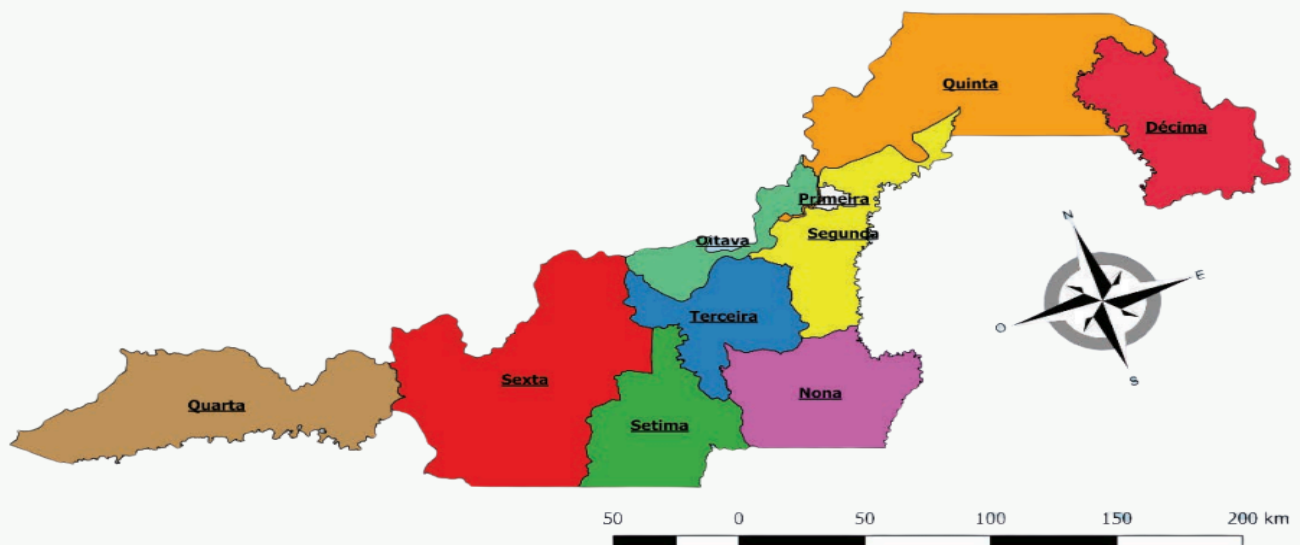 Quinta
Décima
Primeira
Segunda
Oitava
Terceira
Sexta
Nona
Quarta
Setima
N
E
O
S
50 0 50 100 150 200 km